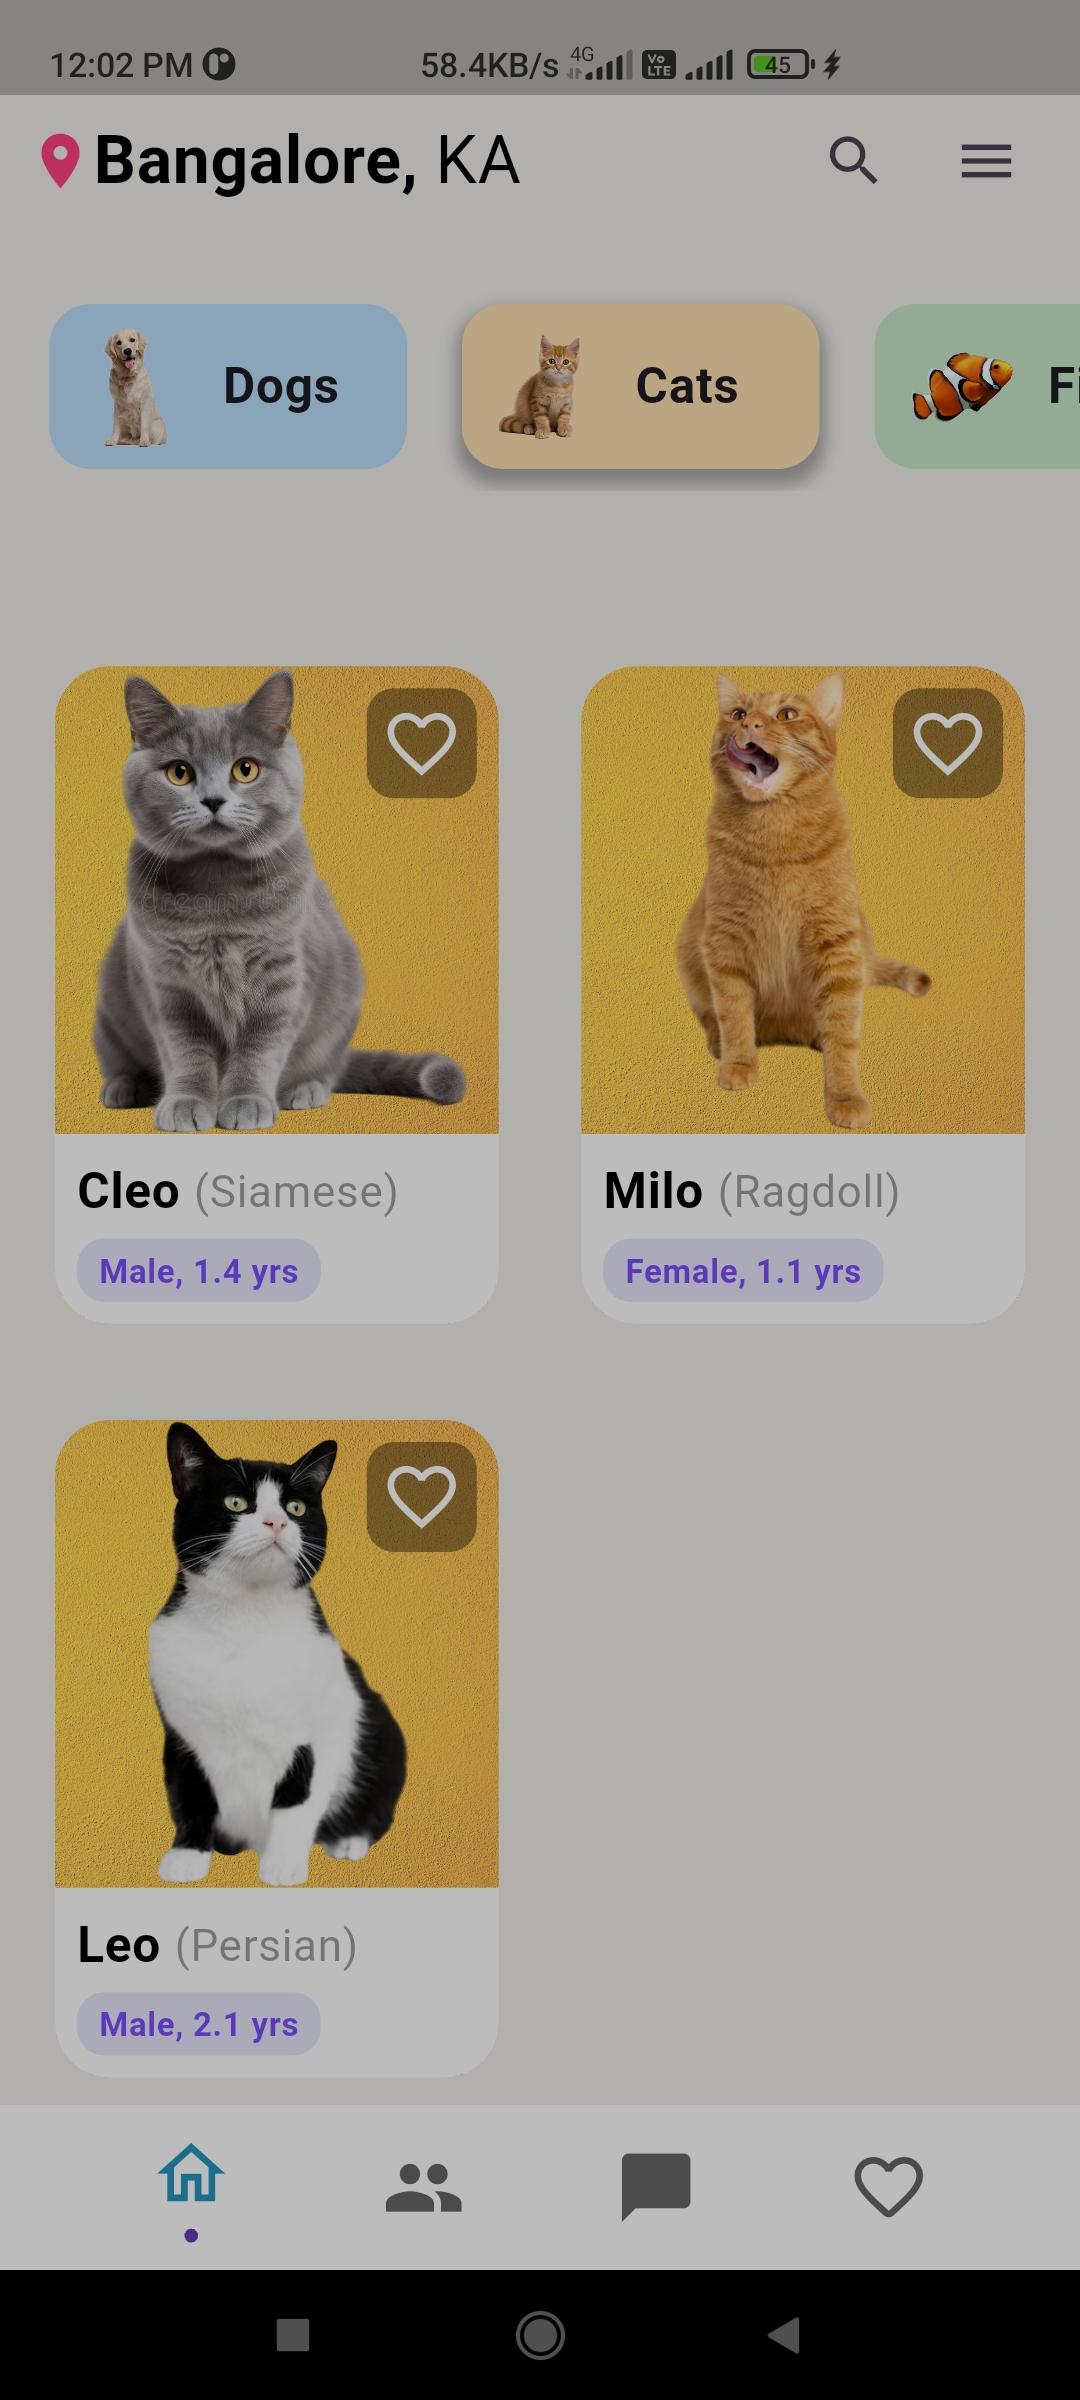 12:02 PM 58.4KB/s 4G Vo LTE 45
Bangalore, KA
Dogs Cats Fi
dreamsti
Cleo (Siamese) Milo (Ragdoll)
Male, 1.4 yrs Female, 1.1 yrs
Leo (Persian)
Male, 2.1 yrs